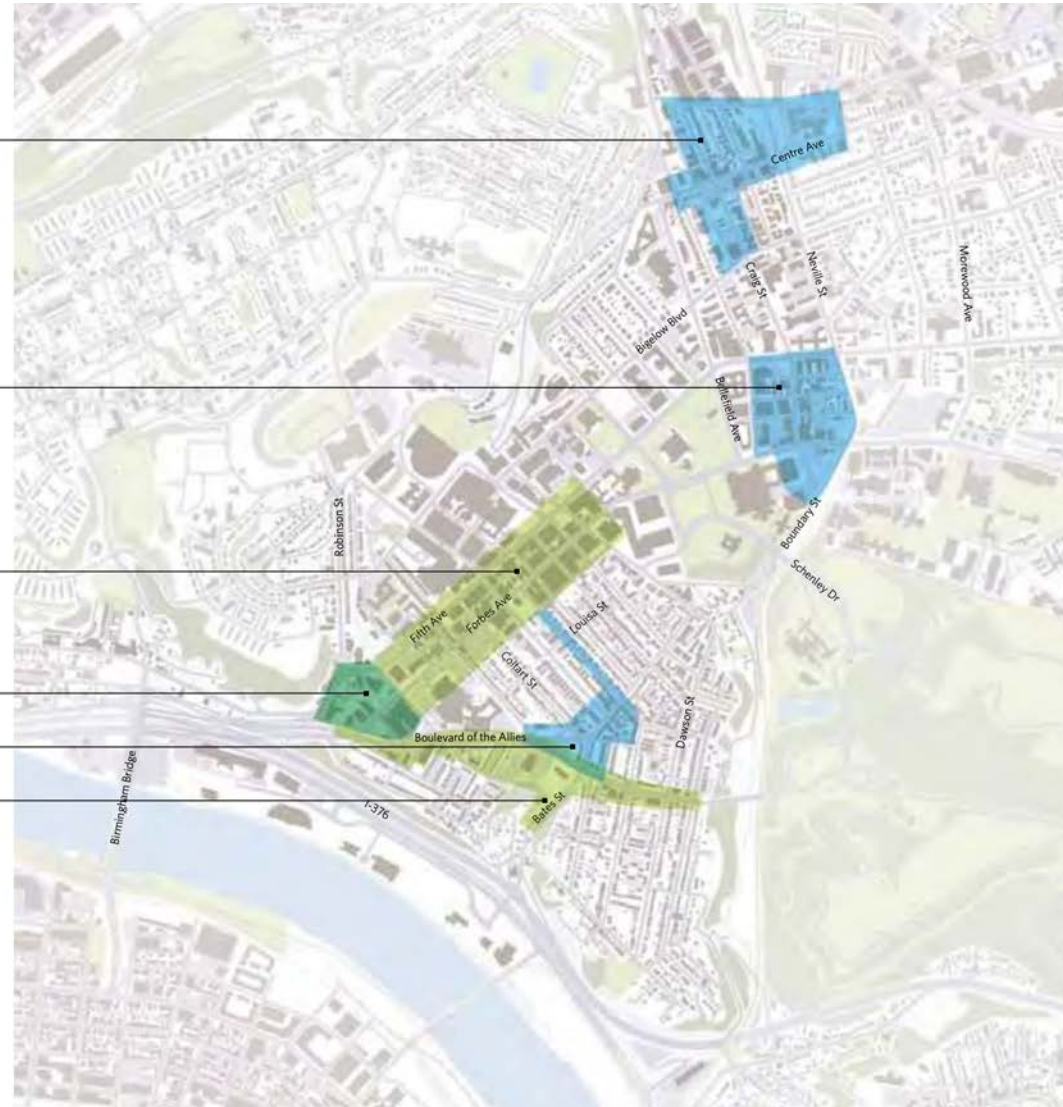 Centre Ave
Neville St
Craig St
Morewood Ave
Bigelow Blvd
Bellefield Ave
Robinson St
Boundary St
Schenley Dr
Fifth Ave
Forbes Ave
Louisa St
Coltart St
Dawson St
Boulevard of the Allies
Birmingham Bridge
I-376
Bates St